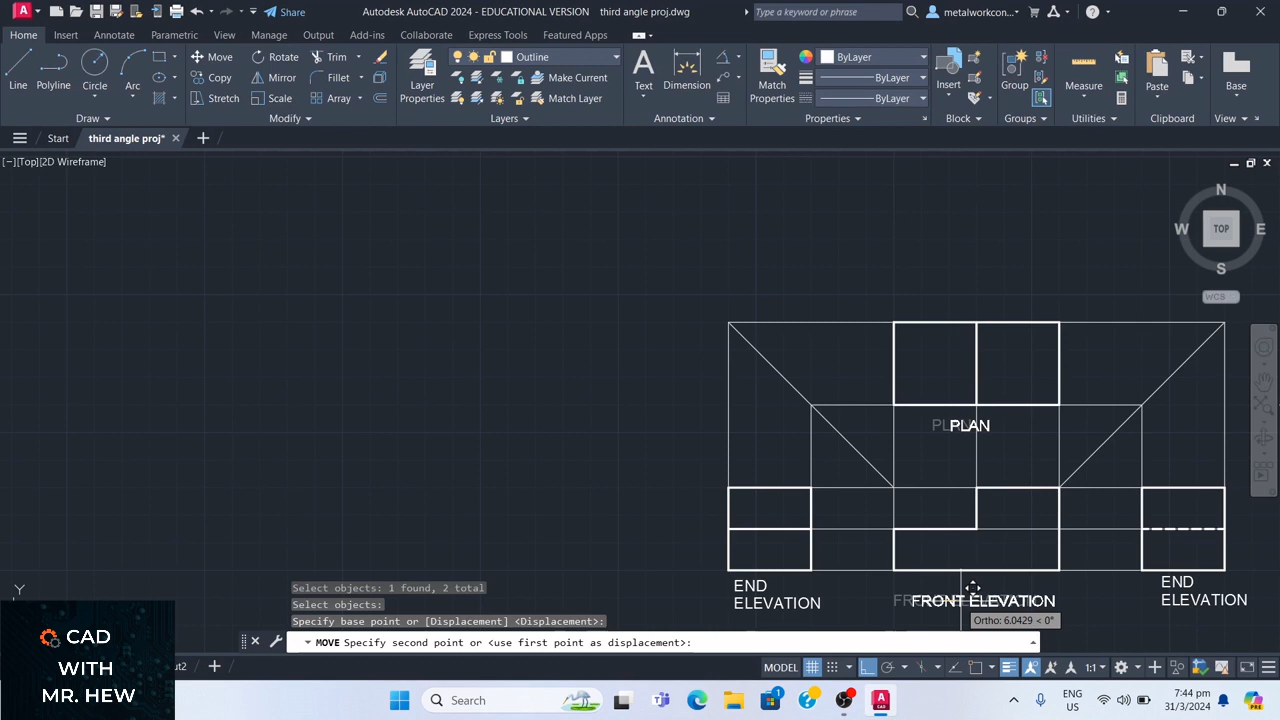 Share
Autodesk AutoCAD 2024 - EDUCATIONAL VERSION third angle proj.dwg
Type a keyword or phrase
metalworkcon...
Home Insert Annotate Parametric View Manage Output Add-ins Collaborate Express Tools Featured Apps
Line
Polyline
Circle
Arc
Move
Copy
Stretch
Rotate
Mirror
Scale
Trim
Fillet
Array
Layer
Properties
Outline
Make Current
Match Layer
Text
Dimension
Match
Properties
ByLayer
ByLayer
ByLayer
Insert
Group
Measure
Paste
Base
Draw
Modify
Layers
Annotation
Properties
Block
Groups
Utilities
Clipboard
View
Start
third angle proj*
[−][Top][2D Wireframe]
N
W TOP E
S
WCS
PLAN
PLAN
END
ELEVATION
FRONT ELEVATION
END
ELEVATION
Ortho: 6.0429 < 0°
Y
Select objects: 1 found, 2 total
Select objects:
Specify base point or [Displacement] <Displacement>:
MOVE Specify second point or <use first point as displacement>:
CAD
WITH
MR. HEW
out2
MODEL
1:1
Search
1
ENG
US
7:44 pm
31/3/2024
PRE